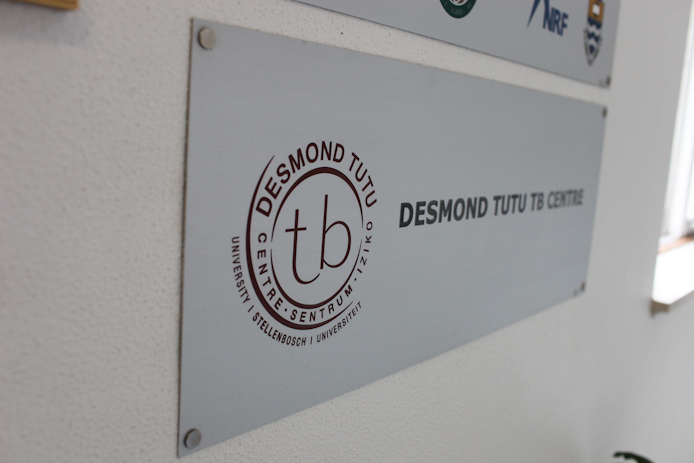 NRF
DESMOND TUTU
tb
CENTRE · SENTRUM · IZIKO
UNIVERSITY | STELLENBOSCH | UNIVERSITEIT
DESMOND TUTU TB CENTRE